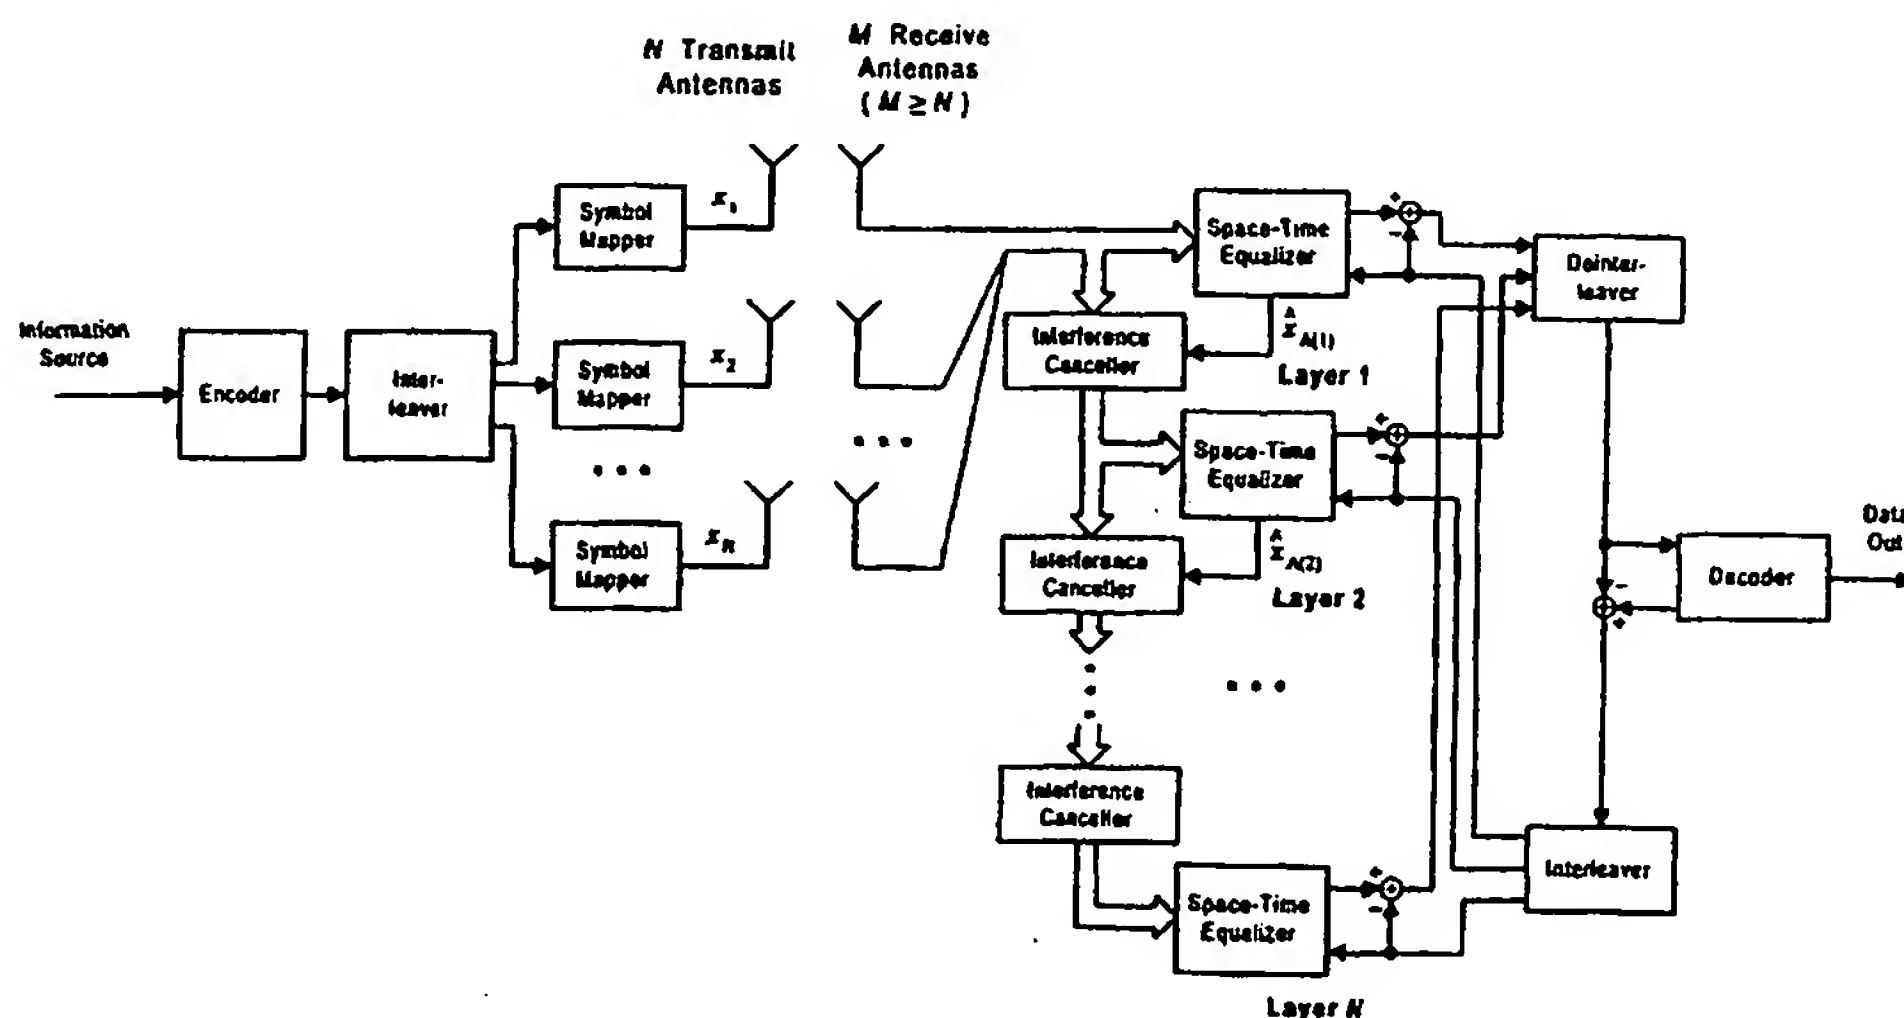 N Transmit
Antennas
M Receive
Antennas
( M ≥ N )
Information
Source
Encoder
Inter-
leaver
Symbol
Mapper
x1
Symbol
Mapper
x2
• • •
Symbol
Mapper
xN
• • •
Space-Time
Equalizer
+
−
Interference
Canceller
x̂A(1)
Layer 1
Space-Time
Equalizer
+
−
Interference
Canceller
x̂A(2)
Layer 2
• • •
Interference
Canceller
Space-Time
Equalizer
+
−
Layer N
Deinter-
leaver
−
+
Decoder
Data
Out
Interleaver